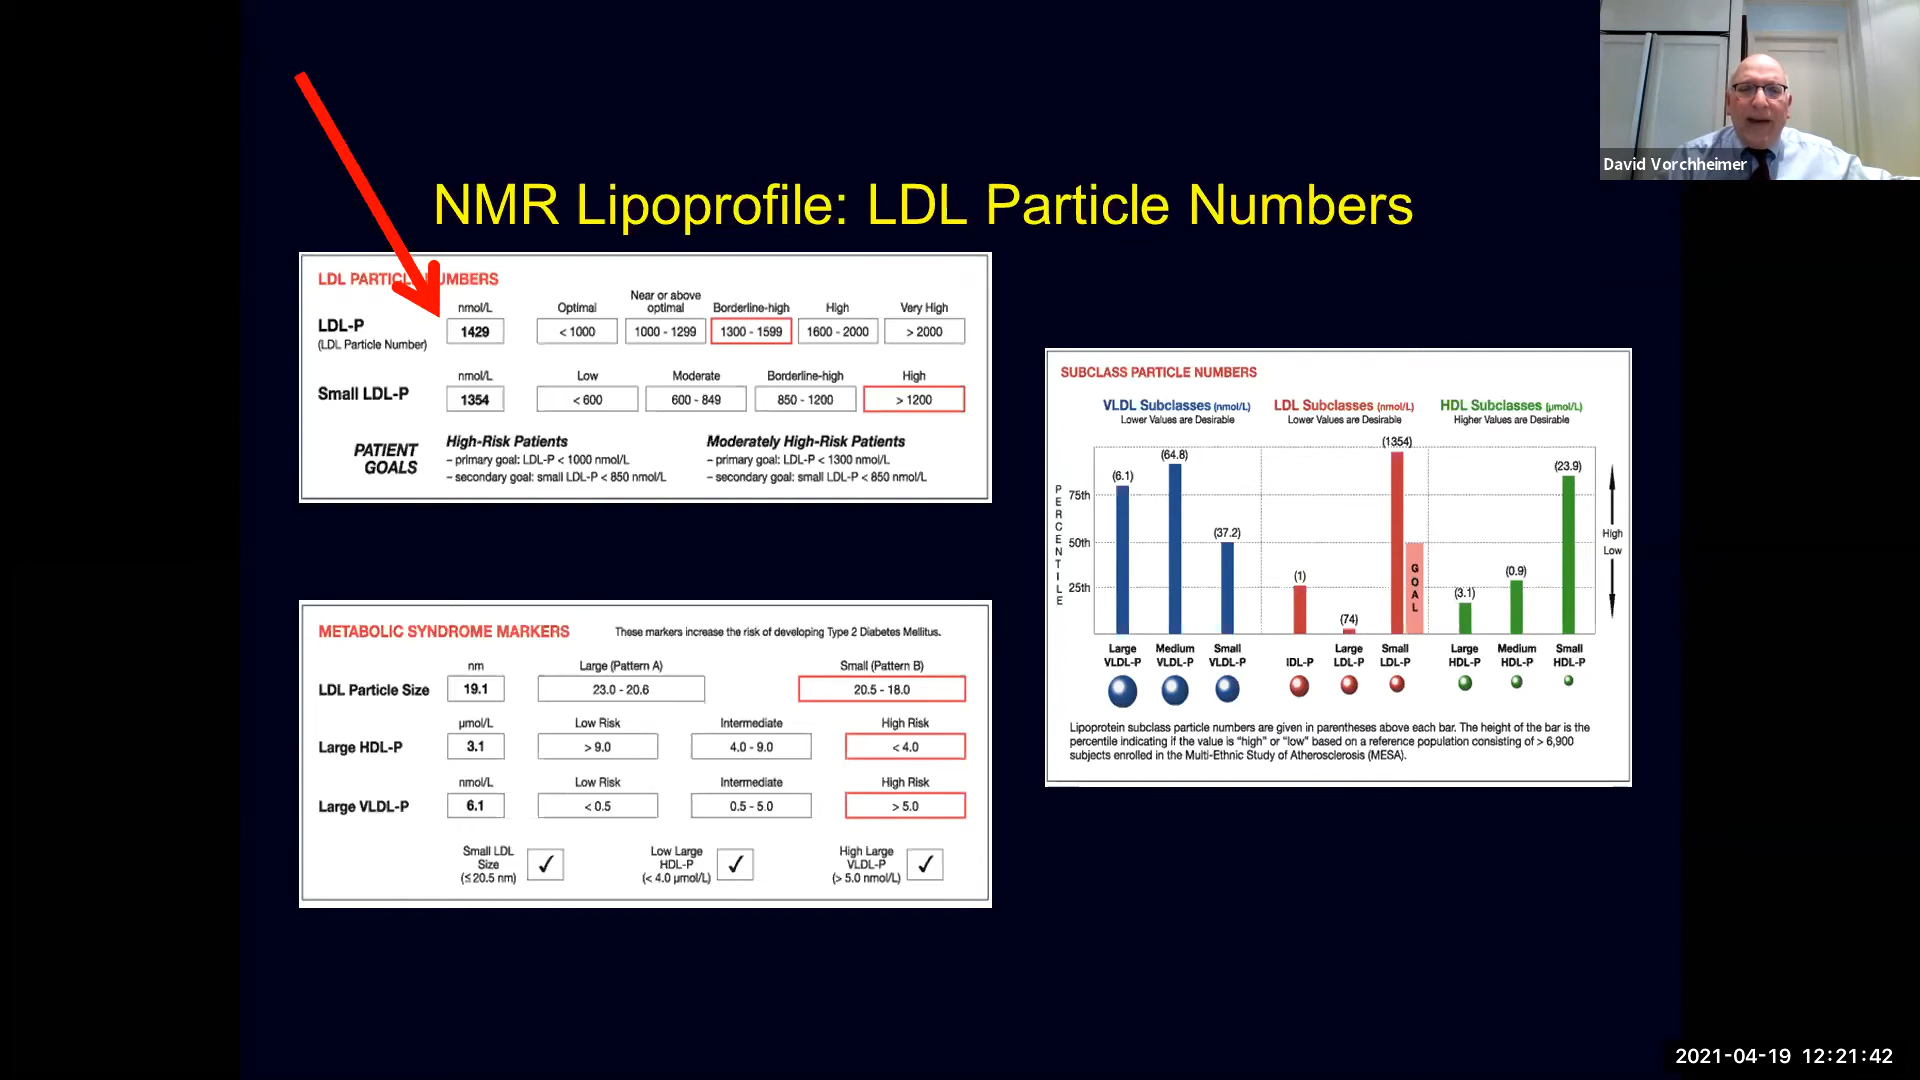 David Vorchheimer
NMR Lipoprofile: LDL Particle Numbers
LDL PARTICLE NUMBERS
nmol/L Optimal Near or above optimal Borderline-high High Very High
LDL-P 1429 < 1000 1000 - 1299 1300 - 1599 1600 - 2000 > 2000
(LDL Particle Number)
nmol/L Low Moderate Borderline-high High
Small LDL-P 1354 < 600 600 - 849 850 - 1200 > 1200
PATIENT GOALS
High-Risk Patients
– primary goal: LDL-P < 1000 nmol/L
– secondary goal: small LDL-P < 850 nmol/L
Moderately High-Risk Patients
– primary goal: LDL-P < 1300 nmol/L
– secondary goal: small LDL-P < 850 nmol/L
METABOLIC SYNDROME MARKERS These markers increase the risk of developing Type 2 Diabetes Mellitus.
nm Large (Pattern A) Small (Pattern B)
LDL Particle Size 19.1 23.0 - 20.6 20.5 - 18.0
µmol/L Low Risk Intermediate High Risk
Large HDL-P 3.1 > 9.0 4.0 - 9.0 < 4.0
nmol/L Low Risk Intermediate High Risk
Large VLDL-P 6.1 < 0.5 0.5 - 5.0 > 5.0
Small LDL Size (≤ 20.5 nm) ✓
Low Large HDL-P (< 4.0 µmol/L) ✓
High Large VLDL-P (> 5.0 nmol/L) ✓
SUBCLASS PARTICLE NUMBERS
VLDL Subclasses (nmol/L) LDL Subclasses (nmol/L) HDL Subclasses (µmol/L)
Lower Values are Desirable Lower Values are Desirable Higher Values are Desirable
PERCENTILE
75th
50th
25th
(6.1) (64.8) (37.2) (1) (74) (1354) (3.1) (0.9) (23.9)
GOAL
High
Low
Large VLDL-P
Medium VLDL-P
Small VLDL-P
IDL-P
Large LDL-P
Small LDL-P
Large HDL-P
Medium HDL-P
Small HDL-P
Lipoprotein subclass particle numbers are given in parentheses above each bar. The height of the bar is the
percentile indicating if the value is “high” or “low” based on a reference population consisting of > 6,900
subjects enrolled in the Multi-Ethnic Study of Atherosclerosis (MESA).
2021-04-19 12:21:42